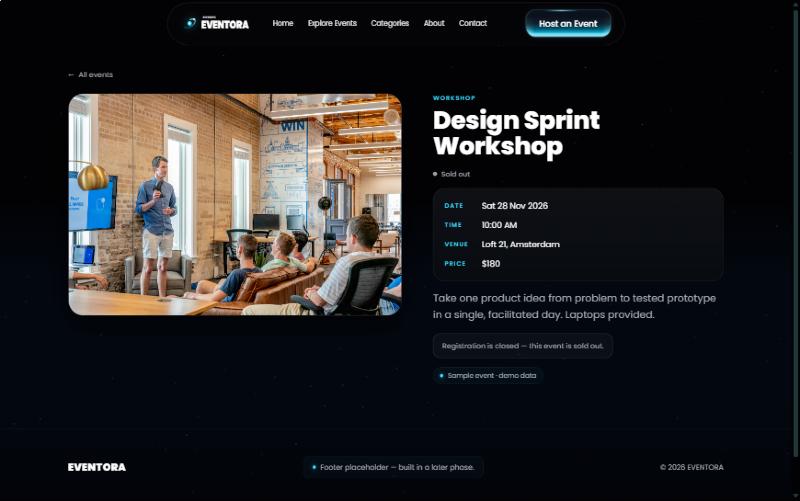 EVENTORA
Home
Explore Events
Categories
About
Contact
Host an Event
← All events
WIN
WORKSHOP
Design Sprint
Workshop
Sold out
DATE Sat 28 Nov 2026
TIME 10:00 AM
VENUE Loft 21, Amsterdam
PRICE $180
Take one product idea from problem to tested prototype
in a single, facilitated day. Laptops provided.
Registration is closed — this event is sold out.
Sample event · demo data
EVENTORA
Footer placeholder — built in a later phase.
© 2026 EVENTORA